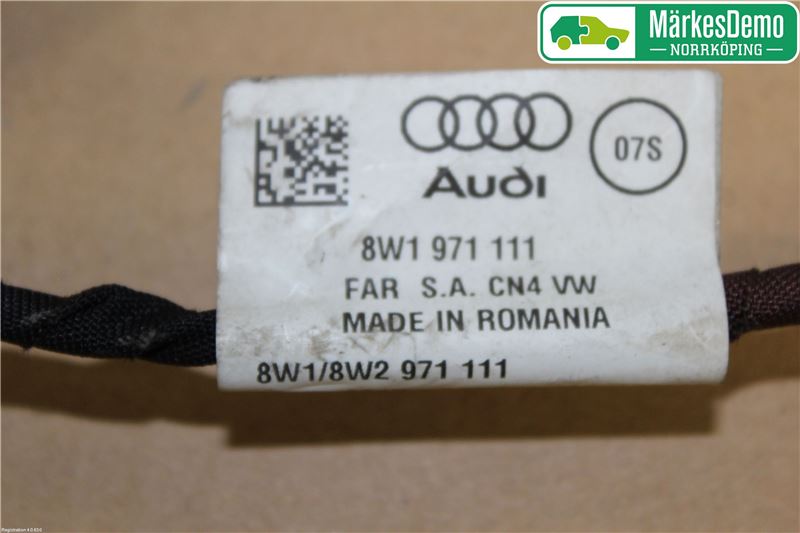 MärkesDemo
NORRKÖPING
Audi
07S
8W1 971 111
FAR S.A. CN4 VW
MADE IN ROMANIA
8W1/8W2 971 111